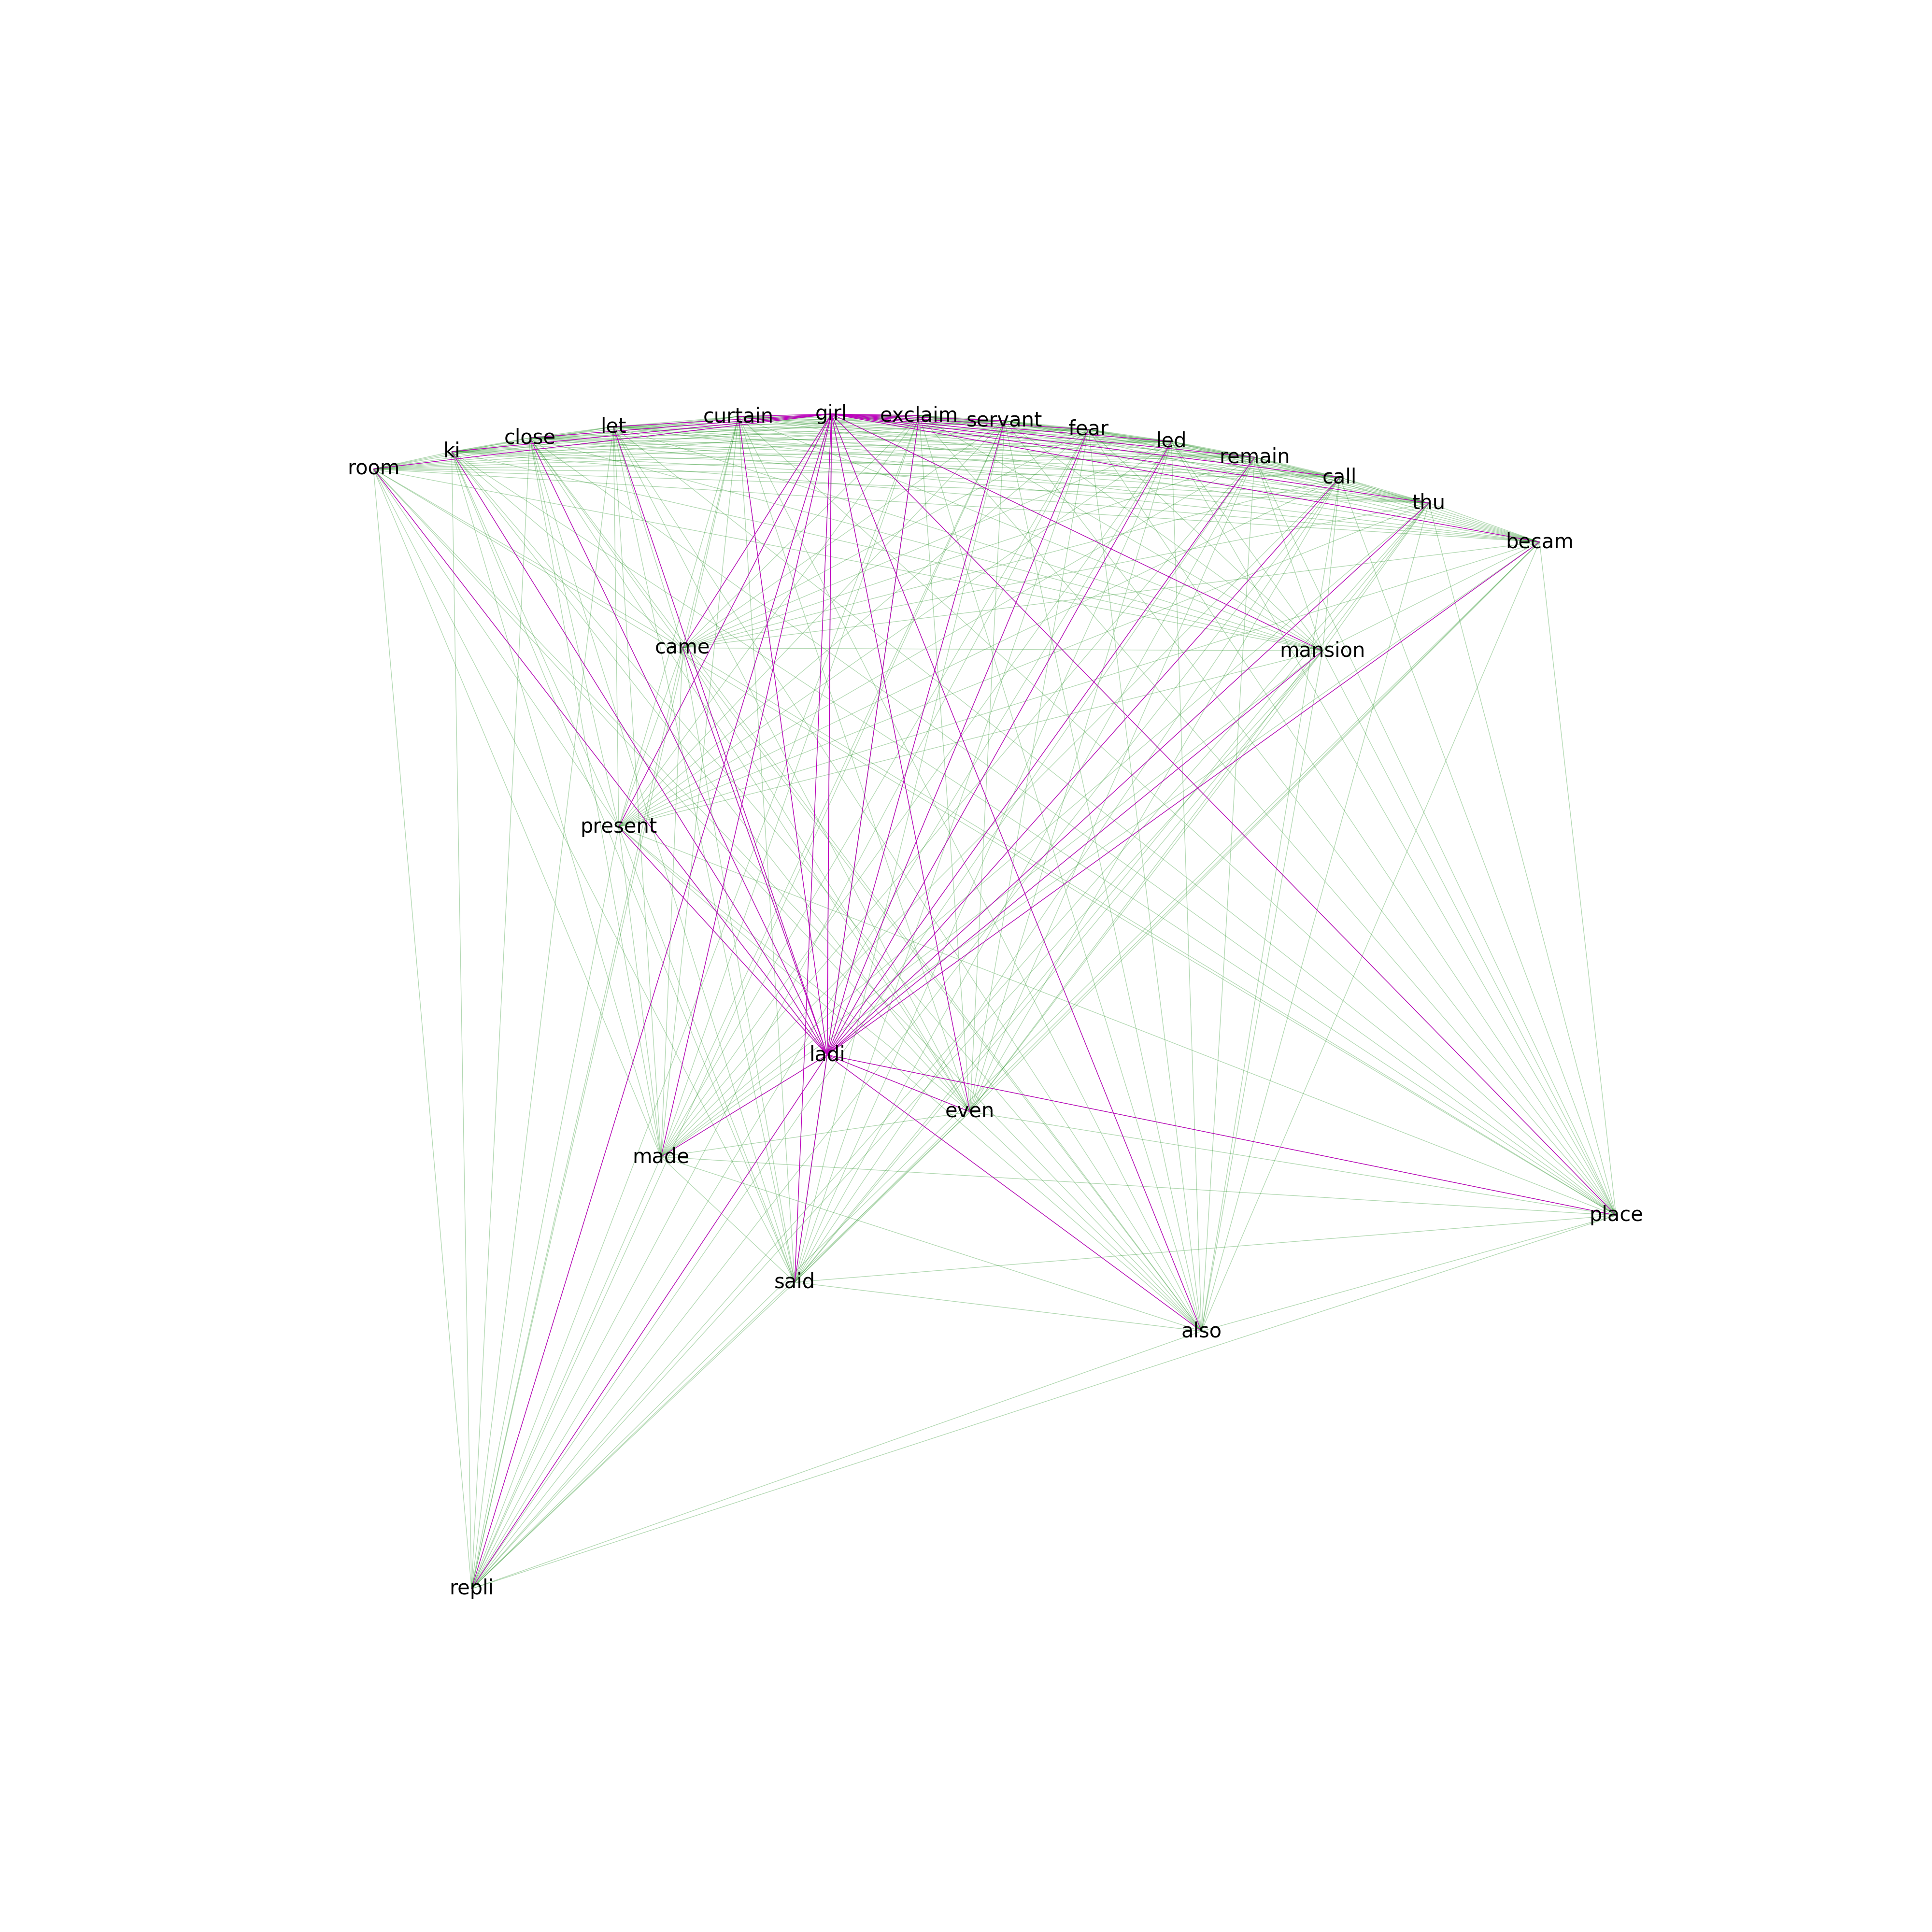 girl
exclaim
curtain
servant
let
fear
close
led
ki
remain
room
call
thu
becam
came
mansion
present
ladi
even
made
place
said
also
repli